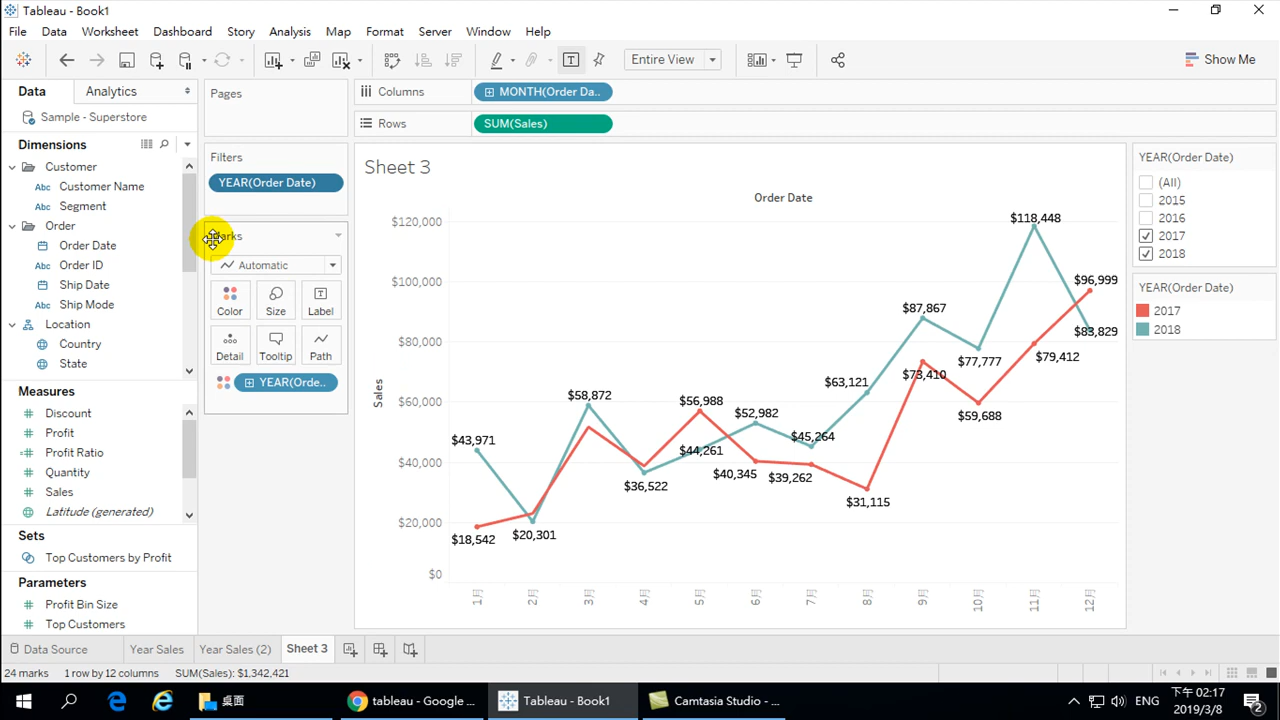 Tableau - Book1
File Data Worksheet Dashboard Story Analysis Map Format Server Window Help
Entire View
Show Me
Data Analytics
Sample - Superstore
Dimensions
Customer
Abc Customer Name
Abc Segment
Order
Order Date
Abc Order ID
Ship Date
Abc Ship Mode
Location
Country
State
Measures
Discount
Profit
Profit Ratio
Quantity
Sales
Latitude (generated)
Sets
Top Customers by Profit
Parameters
Profit Bin Size
Top Customers
Pages
Filters
YEAR(Order Date)
Marks
Automatic
Color Size Label
Detail Tooltip Path
YEAR(Orde..
Columns MONTH(Order Da..
Rows SUM(Sales)
Sheet 3
Order Date
Sales
$120,000
$100,000
$80,000
$60,000
$40,000
$20,000
$0
$118,448
$96,999
$87,867
$83,829
$77,777
$79,412
$73,410
$63,121
$58,872
$56,988
$52,982
$59,688
$43,971
$44,261
$45,264
$40,345
$39,262
$36,522
$31,115
$18,542
$20,301
1月 2月 3月 4月 5月 6月 7月 8月 9月 10月 11月 12月
YEAR(Order Date)
(All)
2015
2016
2017
2018
YEAR(Order Date)
2017
2018
Data Source Year Sales Year Sales (2) Sheet 3
24 marks 1 row by 12 columns SUM(Sales): $1,342,421
桌面
tableau - Google ...
Tableau - Book1
Camtasia Studio - ...
ENG
下午 02:17
2019/3/8
2